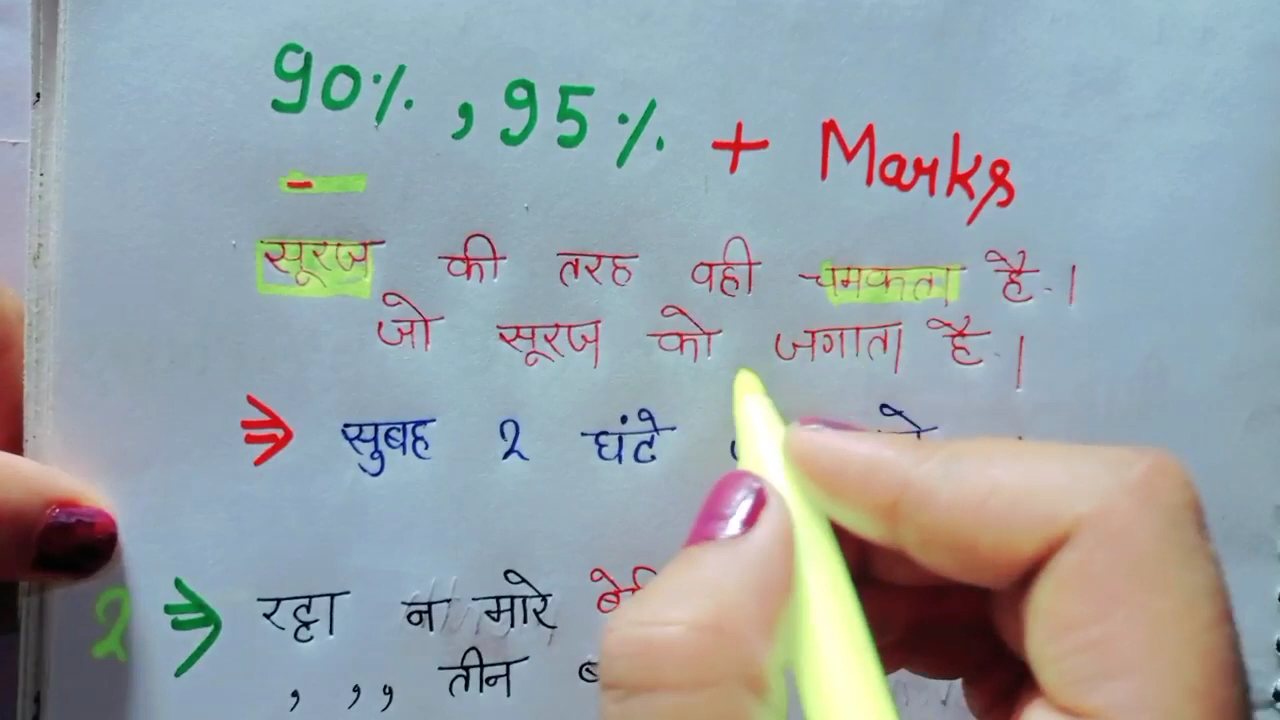 90%, 95% + Marks
सूरज की तरह वही चमकता है।
जो सूरज को जगाता है।
⇒ सुबह 2 घंटे
2 ⇒ रट्टा न मारे
, , , तीन